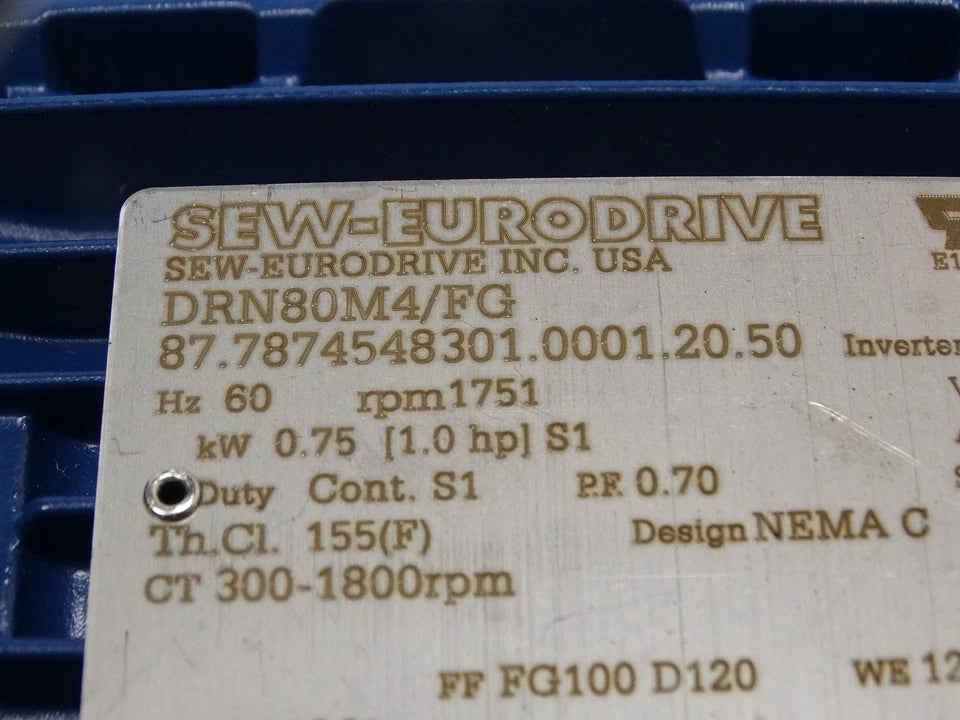 SEW-EURODRIVE
SEW-EURODRIVE INC. USA
DRN80M4/FG
87.7874548301.0001.20.50
Hz 60 rpm 1751
kW 0.75 [1.0 hp] S1
Duty Cont. S1 P.F. 0.70
Th.Cl. 155(F) Design NEMA C
CT 300-1800rpm
FF FG100 D120 WE 12